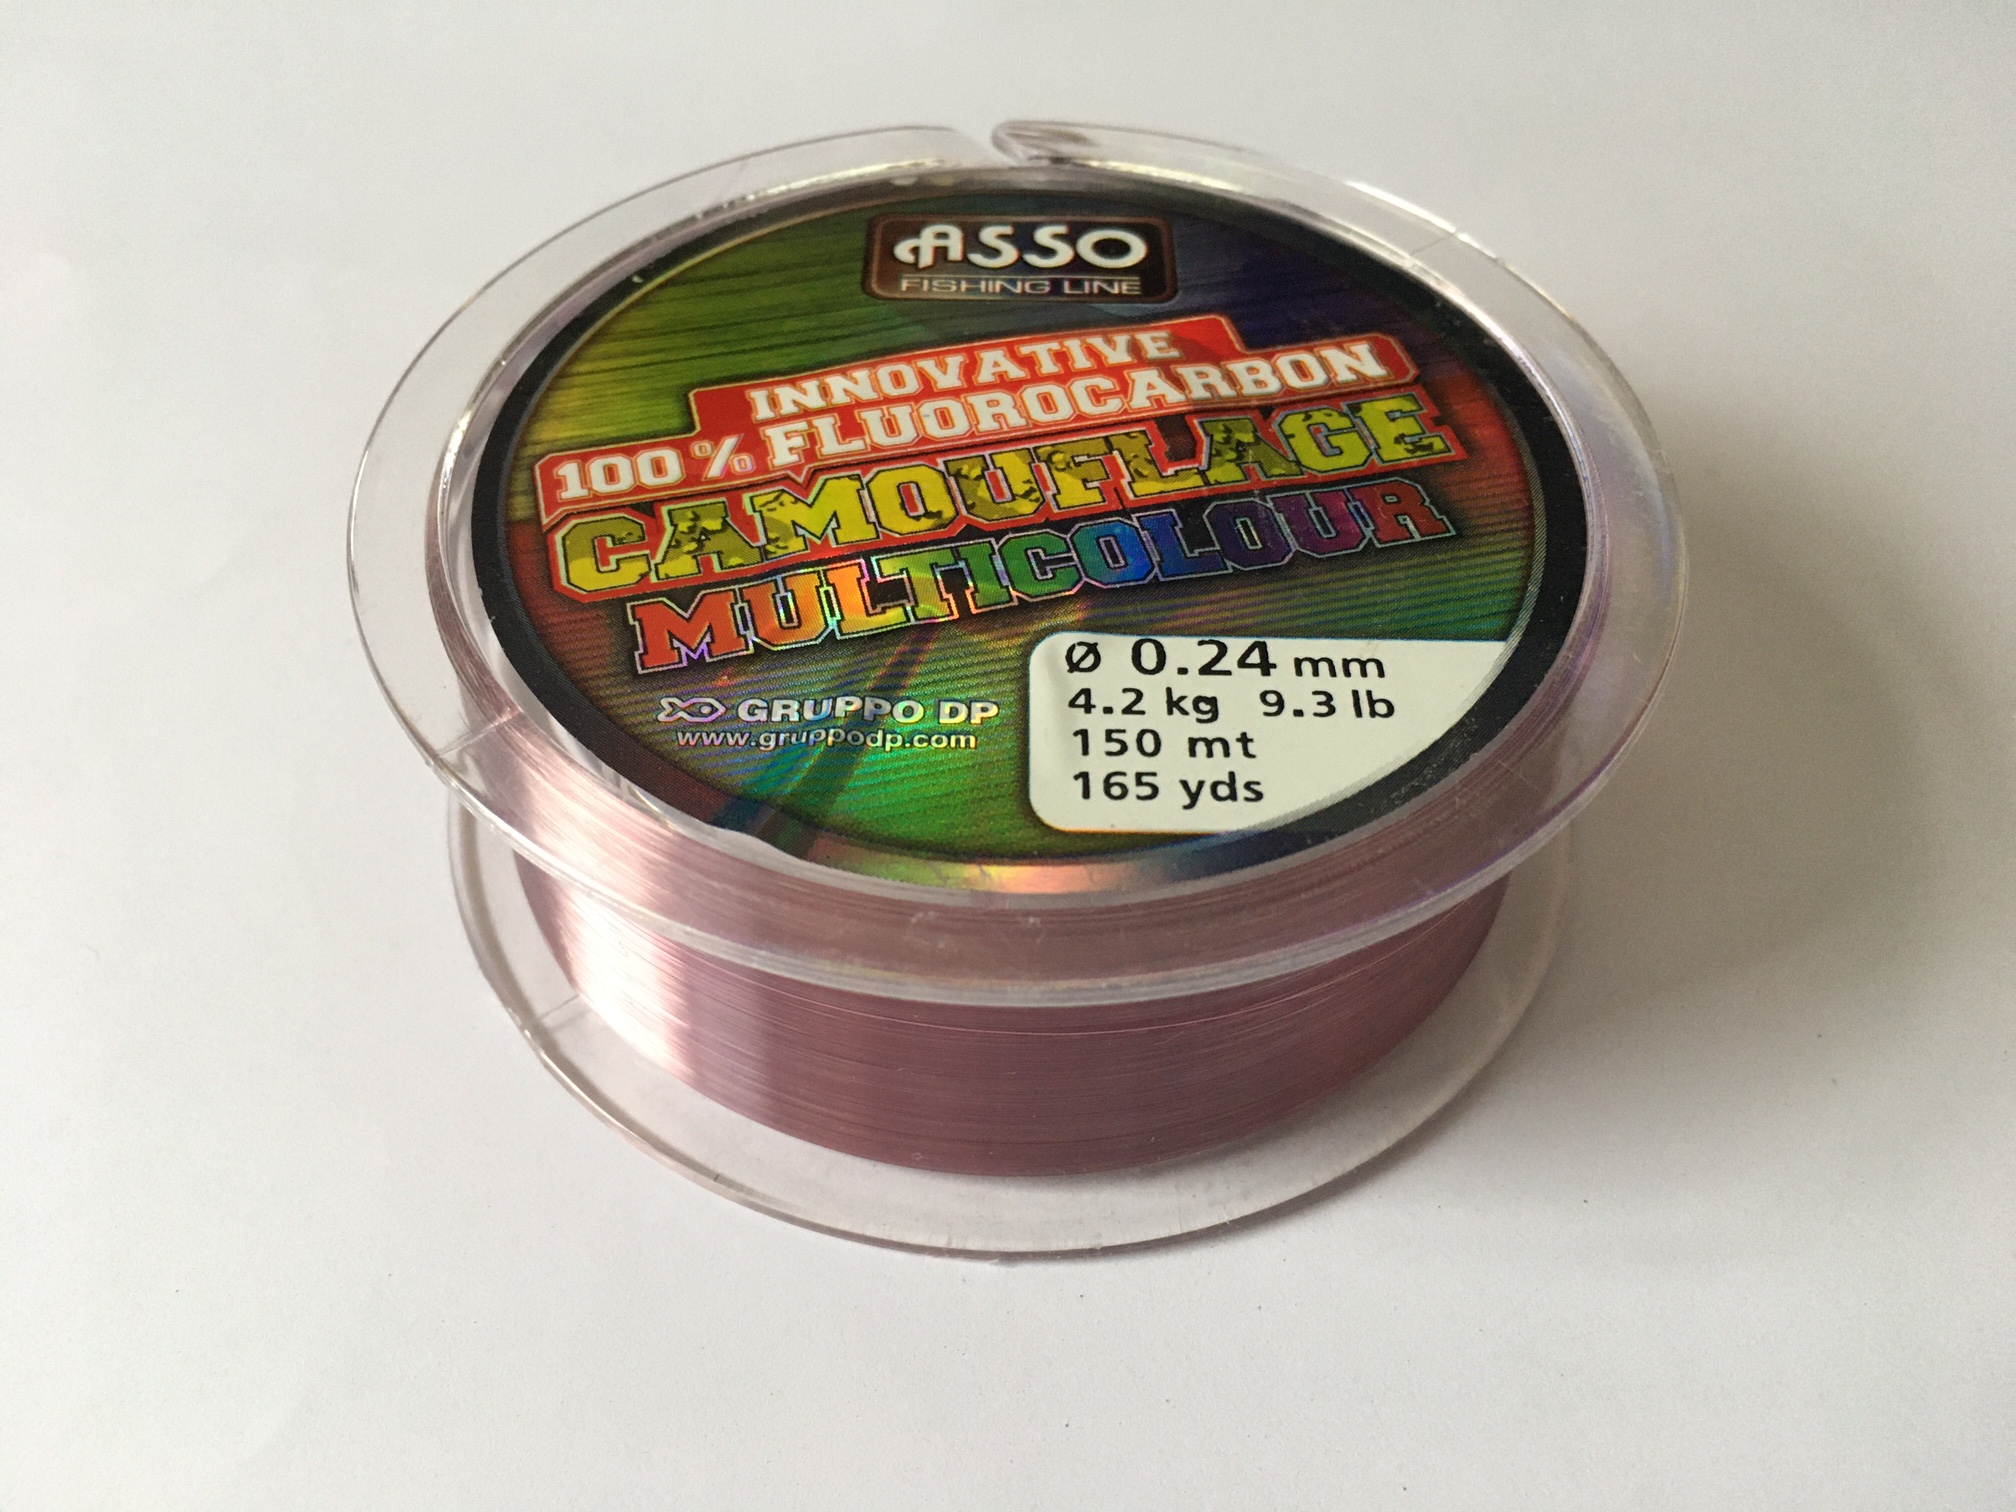 ASSO
FISHING LINE
INNOVATIVE
100% FLUOROCARBON
CAMOUFLAGE
MULTICOLOUR
GRUPPO DP
www.gruppodp.com
Ø 0.24 mm
4.2 kg 9.3 lb
150 mt
165 yds